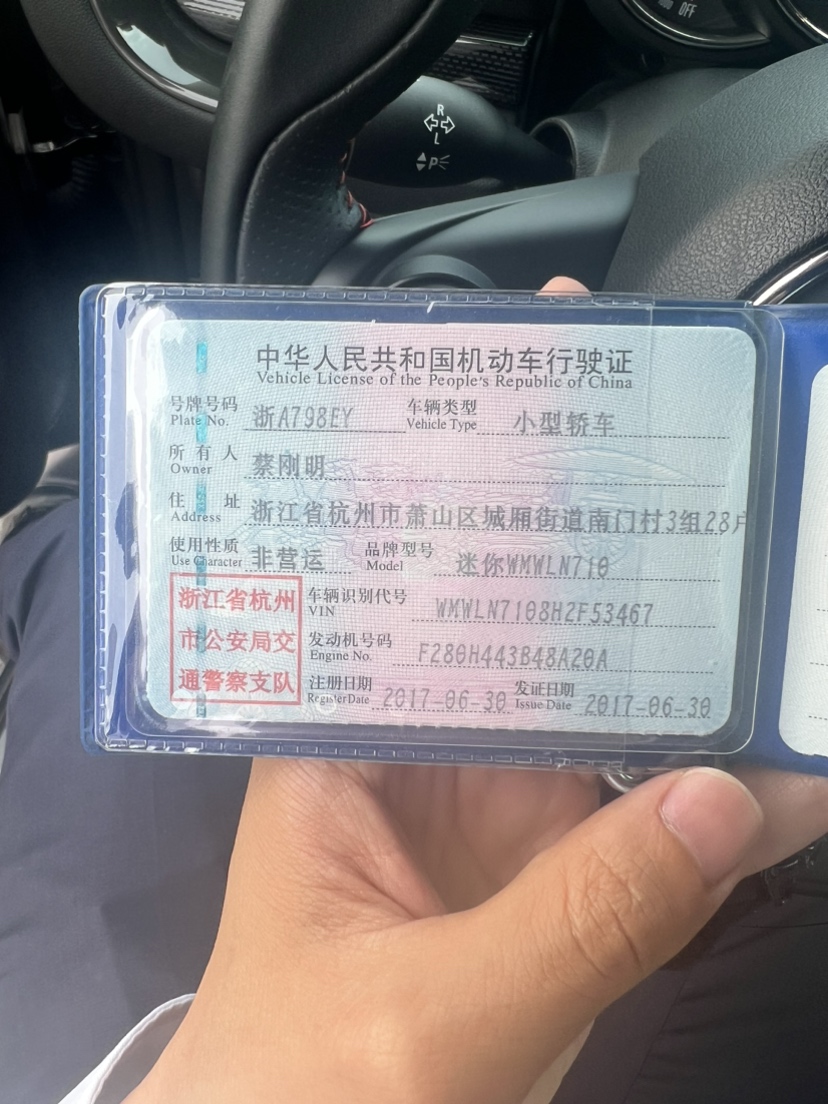 OFF
R
L
P
中华人民共和国机动车行驶证
Vehicle License of the People's Republic of China
号牌号码 浙A798EY 车辆类型 小型轿车
Plate No. Vehicle Type
所有人 蔡刚明
Owner
住址 浙江省杭州市萧山区城厢街道南门村3组28户
Address
使用性质 非营运 品牌型号 迷你WMWLN710
Use Character Model
浙江省杭州 车辆识别代号 WMWLN7108H2F53467
VIN
市公安局交 发动机号码 F280H443B48A20A
Engine No.
通警察支队 注册日期 2017-06-30 发证日期 2017-06-30
Register Date Issue Date